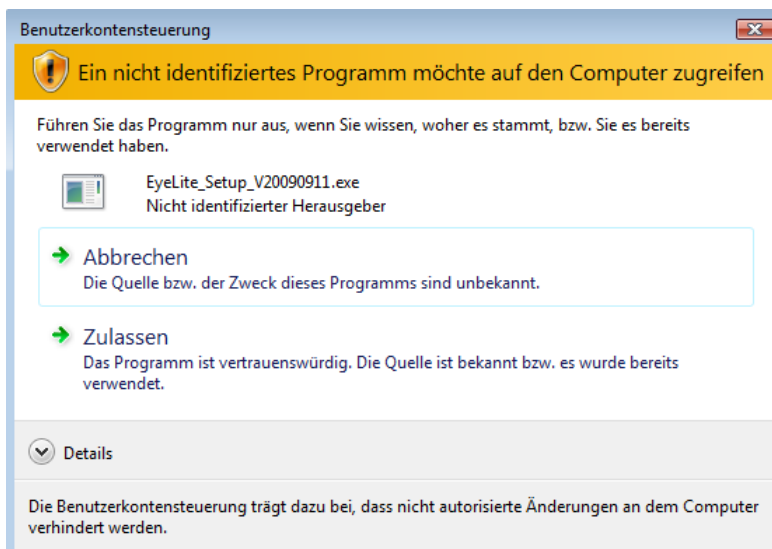 Benutzerkontensteuerung
Ein nicht identifiziertes Programm möchte auf den Computer zugreifen
Führen Sie das Programm nur aus, wenn Sie wissen, woher es stammt, bzw. Sie es bereits
verwendet haben.
EyeLite_Setup_V20090911.exe
Nicht identifizierter Herausgeber
Abbrechen
Die Quelle bzw. der Zweck dieses Programms sind unbekannt.
Zulassen
Das Programm ist vertrauenswürdig. Die Quelle ist bekannt bzw. es wurde bereits
verwendet.
Details
Die Benutzerkontensteuerung trägt dazu bei, dass nicht autorisierte Änderungen an dem Computer
verhindert werden.